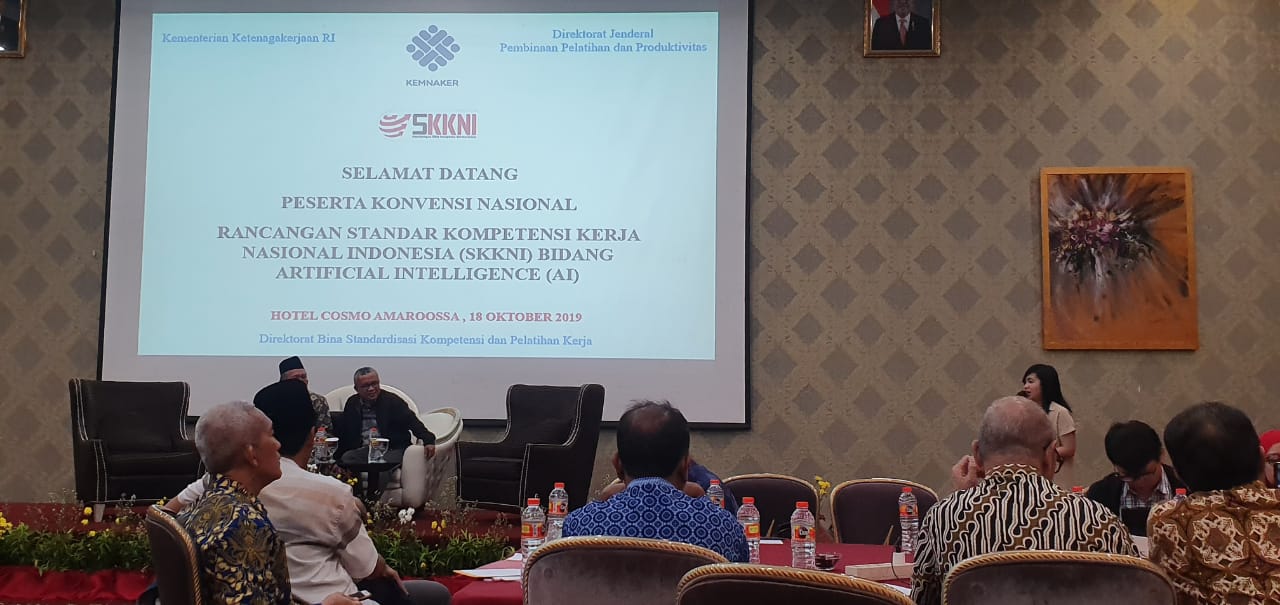 Kementerian Ketenagakerjaan RI
KEMNAKER
Direktorat Jenderal
Pembinaan Pelatihan dan Produktivitas
SKKNI
SELAMAT DATANG
PESERTA KONVENSI NASIONAL
RANCANGAN STANDAR KOMPETENSI KERJA
NASIONAL INDONESIA (SKKNI) BIDANG
ARTIFICIAL INTELLIGENCE (AI)
HOTEL COSMO AMAROOSSA , 18 OKTOBER 2019
Direktorat Bina Standardisasi Kompetensi dan Pelatihan Kerja